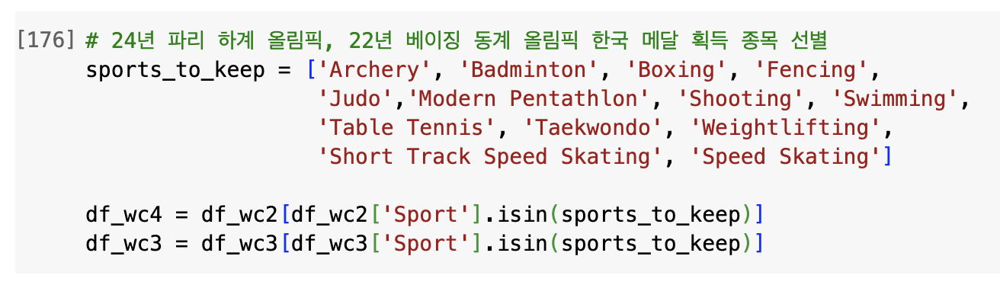 [176] # 24년 파리 하계 올림픽, 22년 베이징 동계 올림픽 한국 메달 획득 종목 선별
sports_to_keep = ['Archery', 'Badminton', 'Boxing', 'Fencing',
'Judo','Modern Pentathlon', 'Shooting', 'Swimming',
'Table Tennis', 'Taekwondo', 'Weightlifting',
'Short Track Speed Skating', 'Speed Skating']
df_wc4 = df_wc2[df_wc2['Sport'].isin(sports_to_keep)]
df_wc3 = df_wc3[df_wc3['Sport'].isin(sports_to_keep)]